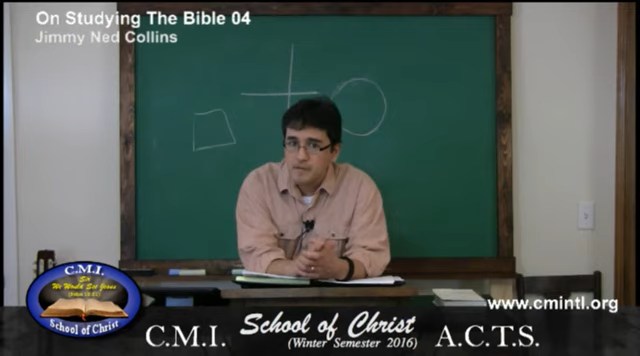 On Studying The Bible 04
Jimmy Ned Collins
C.M.I.
Sir
We Would See Jesus
School of Christ
www.cmintl.org
C.M.I. School of Christ A.C.T.S.
(Winter Semester 2016)